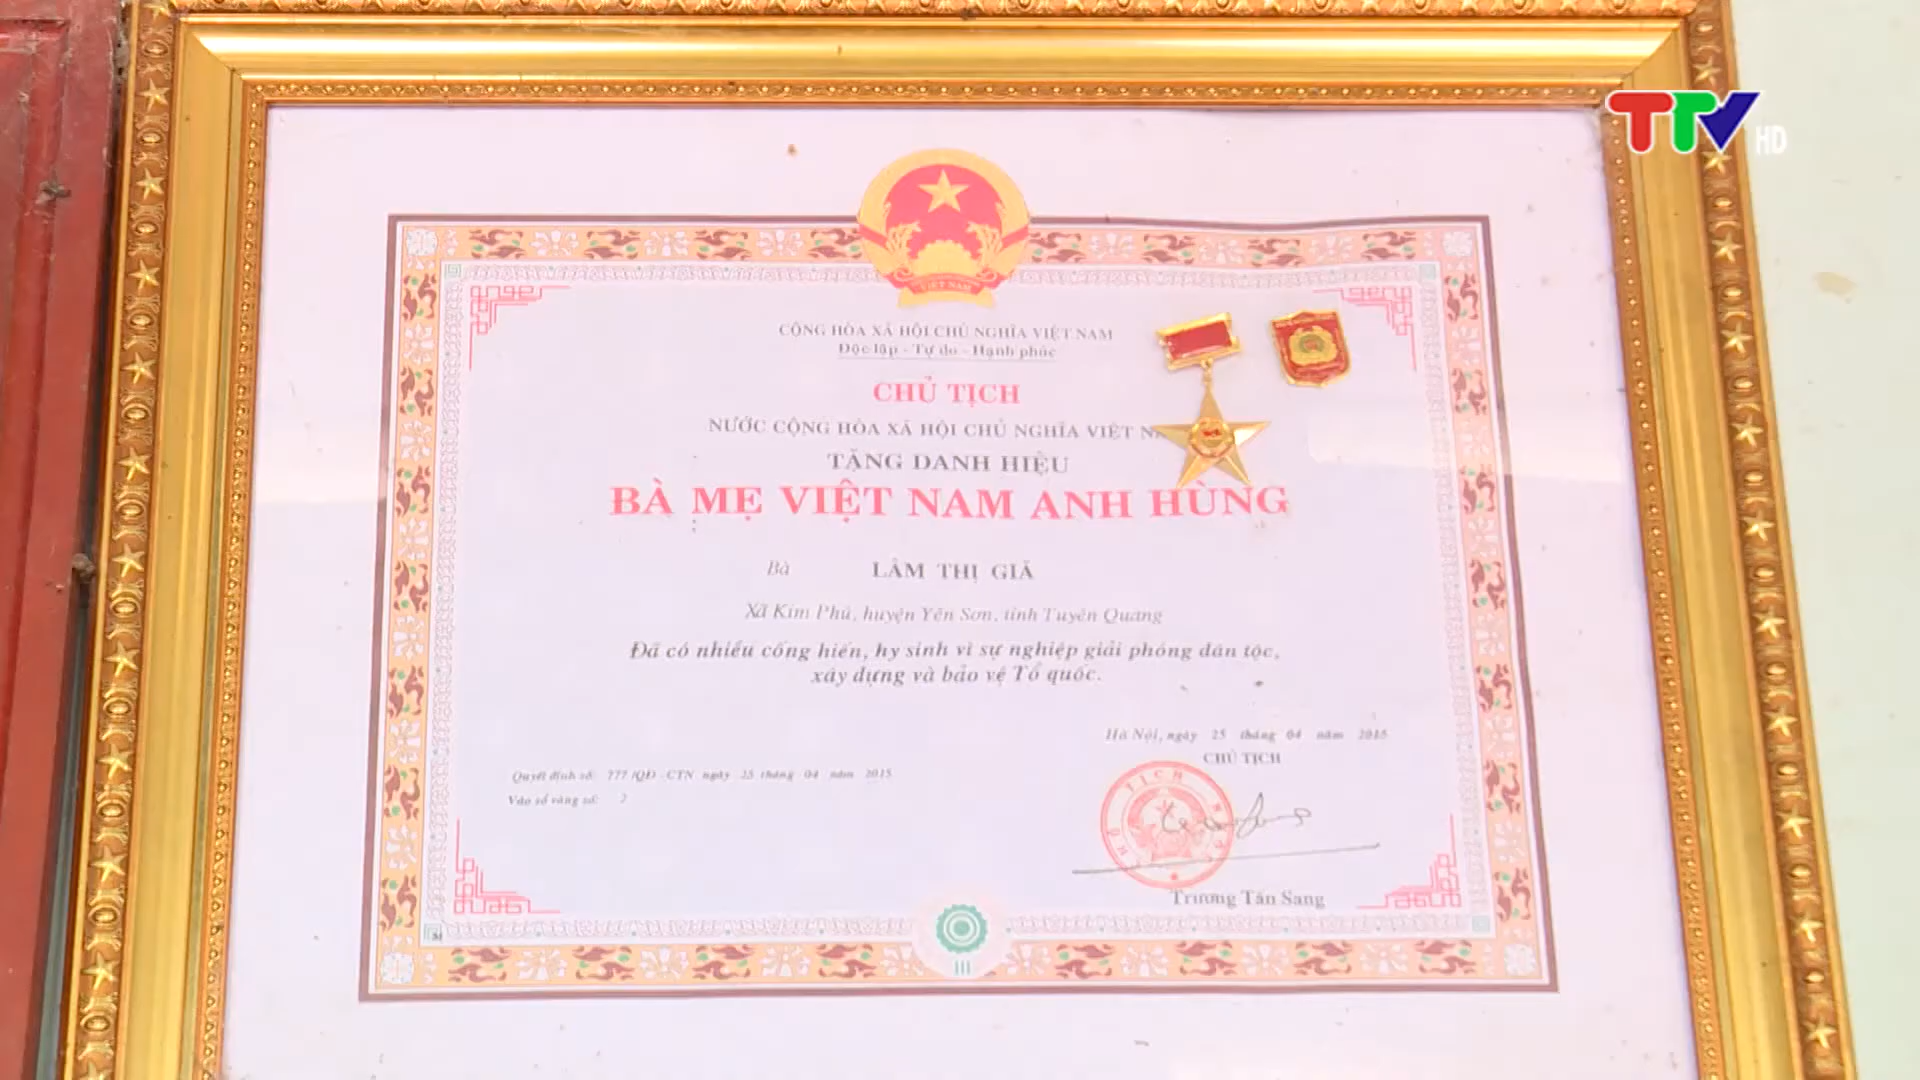 TTV HD
VIỆT NAM
CỘNG HÒA XÃ HỘI CHỦ NGHĨA VIỆT NAM
Độc lập - Tự do - Hạnh phúc
CHỦ TỊCH
NƯỚC CỘNG HÒA XÃ HỘI CHỦ NGHĨA VIỆT
TẶNG DANH HIỆU
BÀ MẸ VIỆT NAM ANH HÙNG
Bà LÂM THỊ GIÃ
Xã Kim Phú, huyện Yên Sơn, tỉnh Tuyên Quang
Đã có nhiều cống hiến, hy sinh vì sự nghiệp giải phóng dân tộc,
xây dựng và bảo vệ Tổ quốc.
Hà Nội, ngày 25 tháng 04 năm 2015
CHỦ TỊCH
Quyết định số: 777 /QĐ - CTN ngày 25 tháng 04 năm 2015
Vào sổ vàng số: 2
Trương Tấn Sang